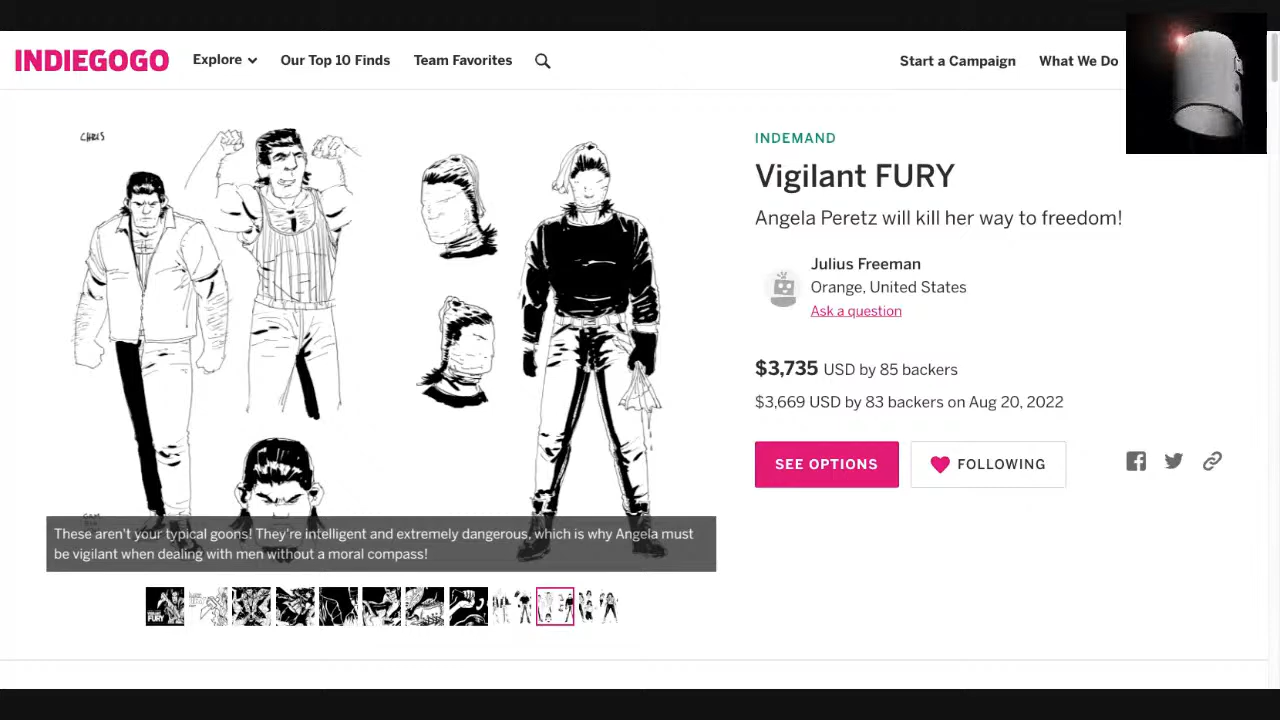 INDIEGOGO Explore Our Top 10 Finds Team Favorites Start a Campaign What We Do
CHRIS
INDEMAND
Vigilant FURY
Angela Peretz will kill her way to freedom!
Julius Freeman
Orange, United States
Ask a question
$3,735 USD by 85 backers
$3,669 USD by 83 backers on Aug 20, 2022
SEE OPTIONS FOLLOWING
These aren't your typical goons! They're intelligent and extremely dangerous, which is why Angela must
be vigilant when dealing with men without a moral compass!
FURY